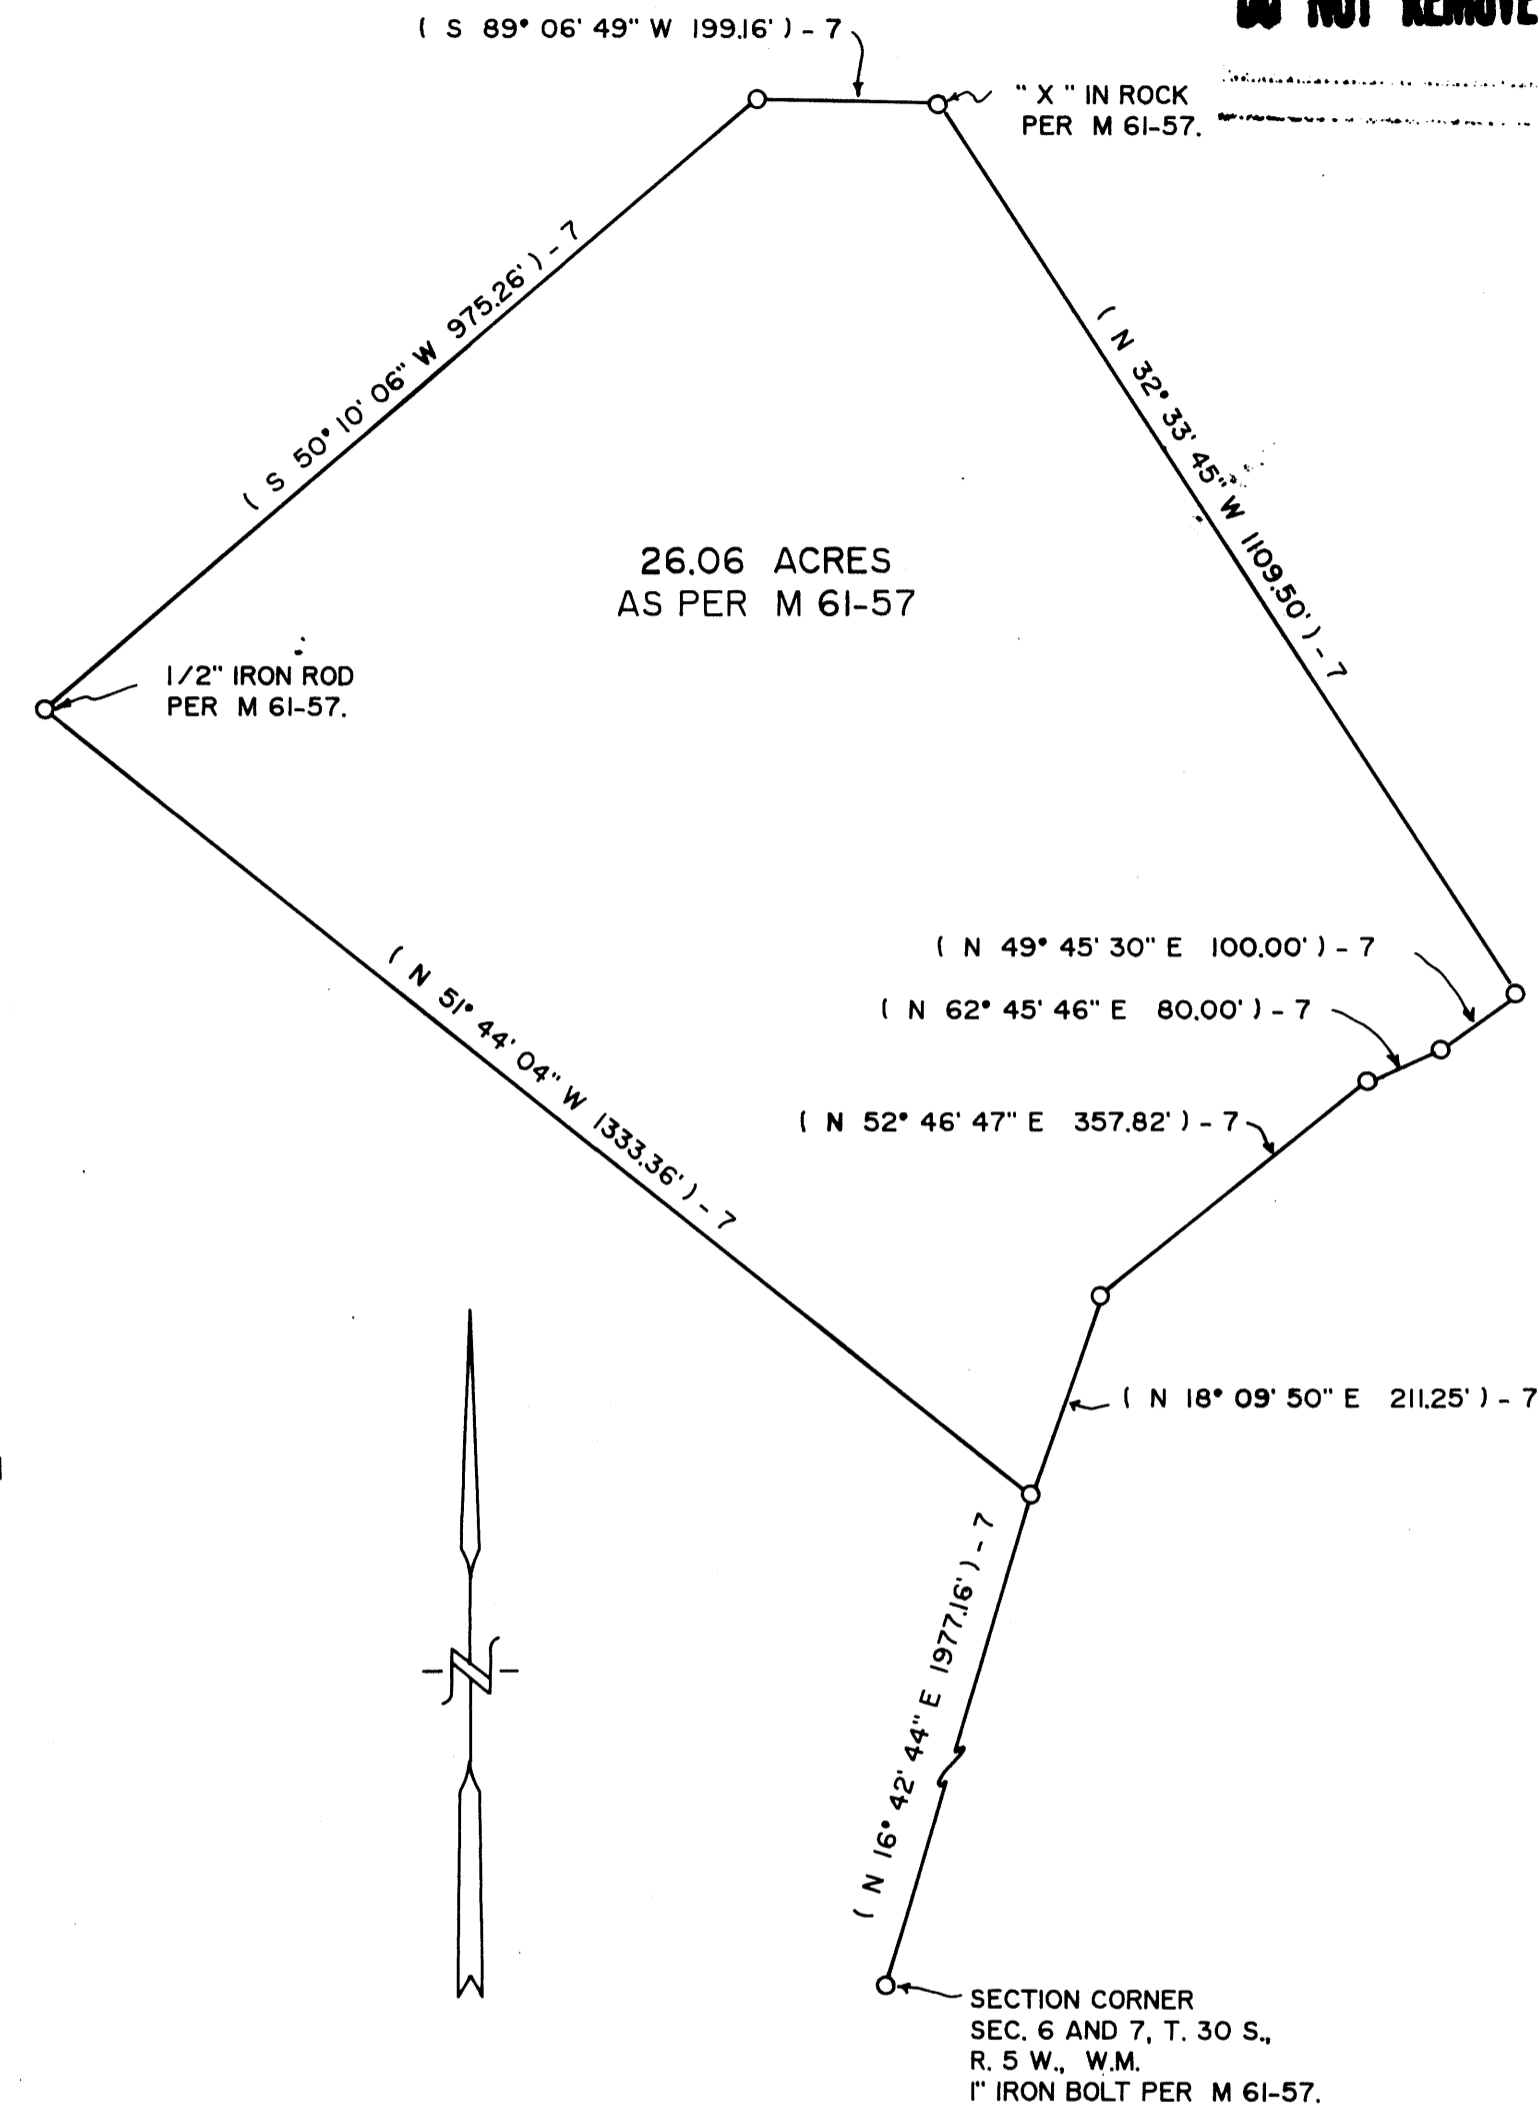 DO NOT REMOVE
( S 89° 06' 49" W 199.16' ) - 7
" X " IN ROCK
PER M 61-57.
( S 50° 10' 06" W 975.26' ) - 7
( N 32° 33' 45" W 1109.50' ) - 7
26.06 ACRES
AS PER M 61-57
1/2" IRON ROD
PER M 61-57.
( N 49° 45' 30" E 100.00' ) - 7
( N 62° 45' 46" E 80.00' ) - 7
( N 52° 46' 47" E 357.82' ) - 7
( N 51° 44' 04" W 1333.36' ) - 7
( N 18° 09' 50" E 211.25' ) - 7
( N 16° 42' 44" E 1977.16' ) - 7
N
SECTION CORNER
SEC. 6 AND 7, T. 30 S.,
R. 5 W., W.M.
1" IRON BOLT PER M 61-57.